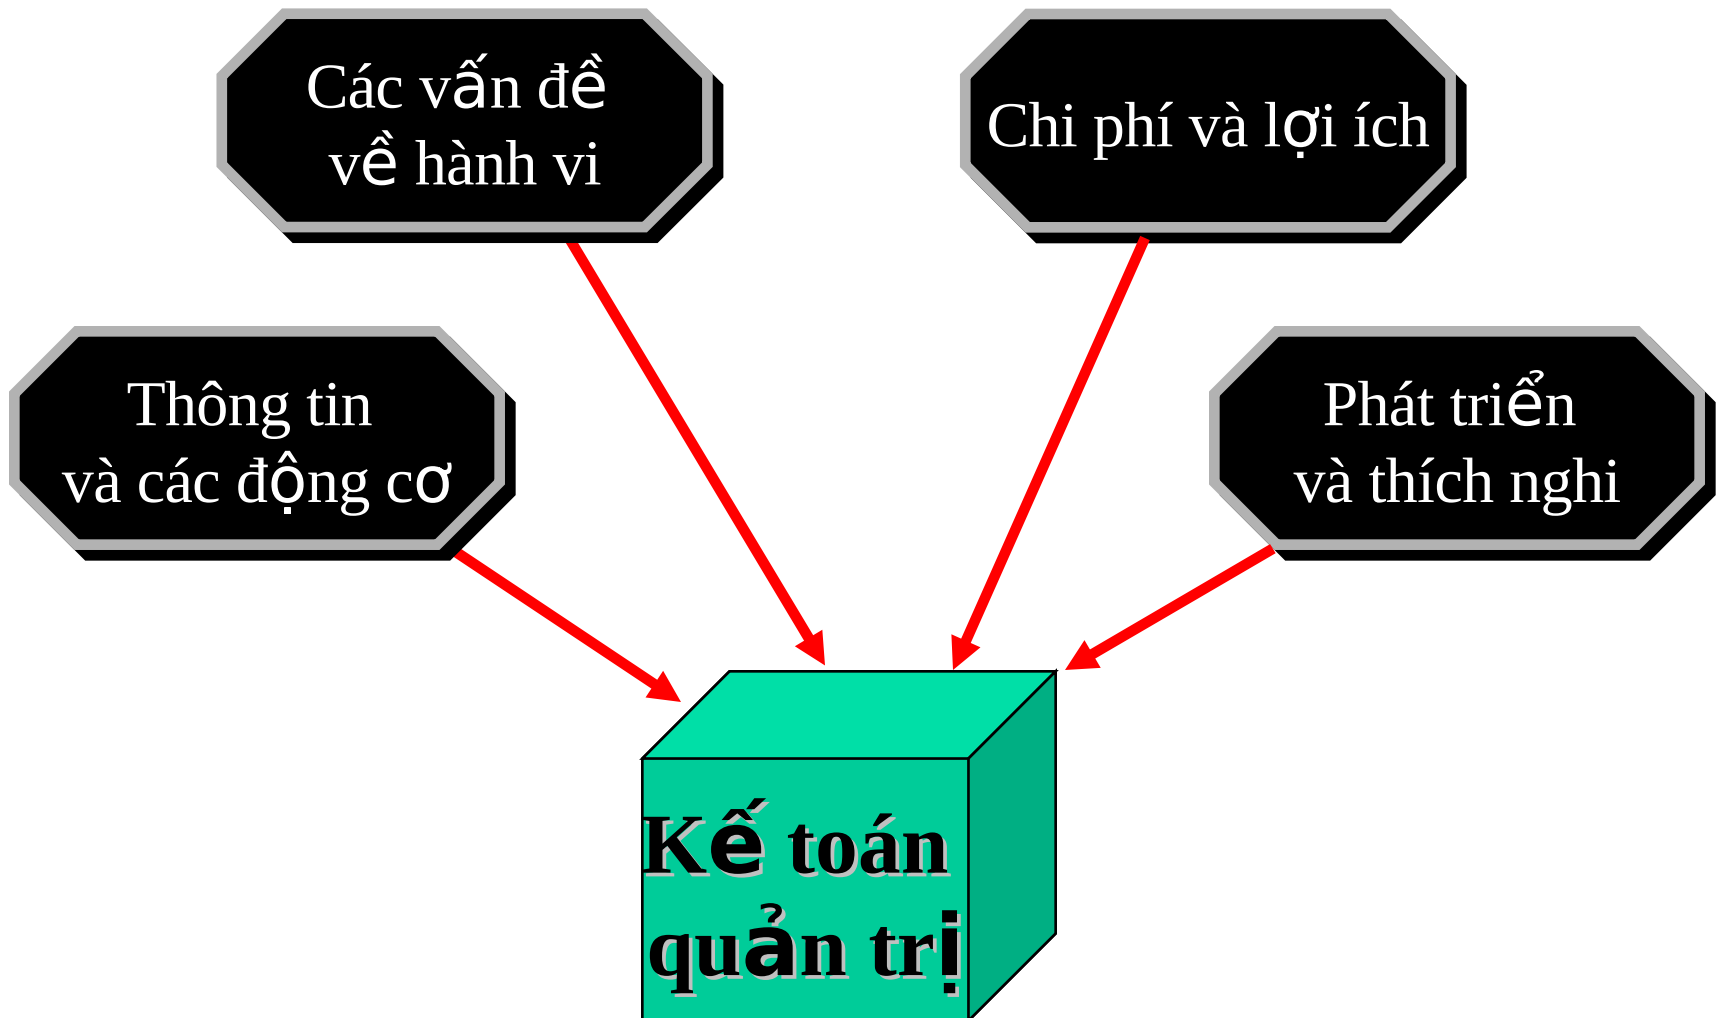 Các vấn đề
về hành vi
Chi phí và lợi ích
Thông tin
và các động cơ
Phát triển
và thích nghi
Kế toán
quản trị